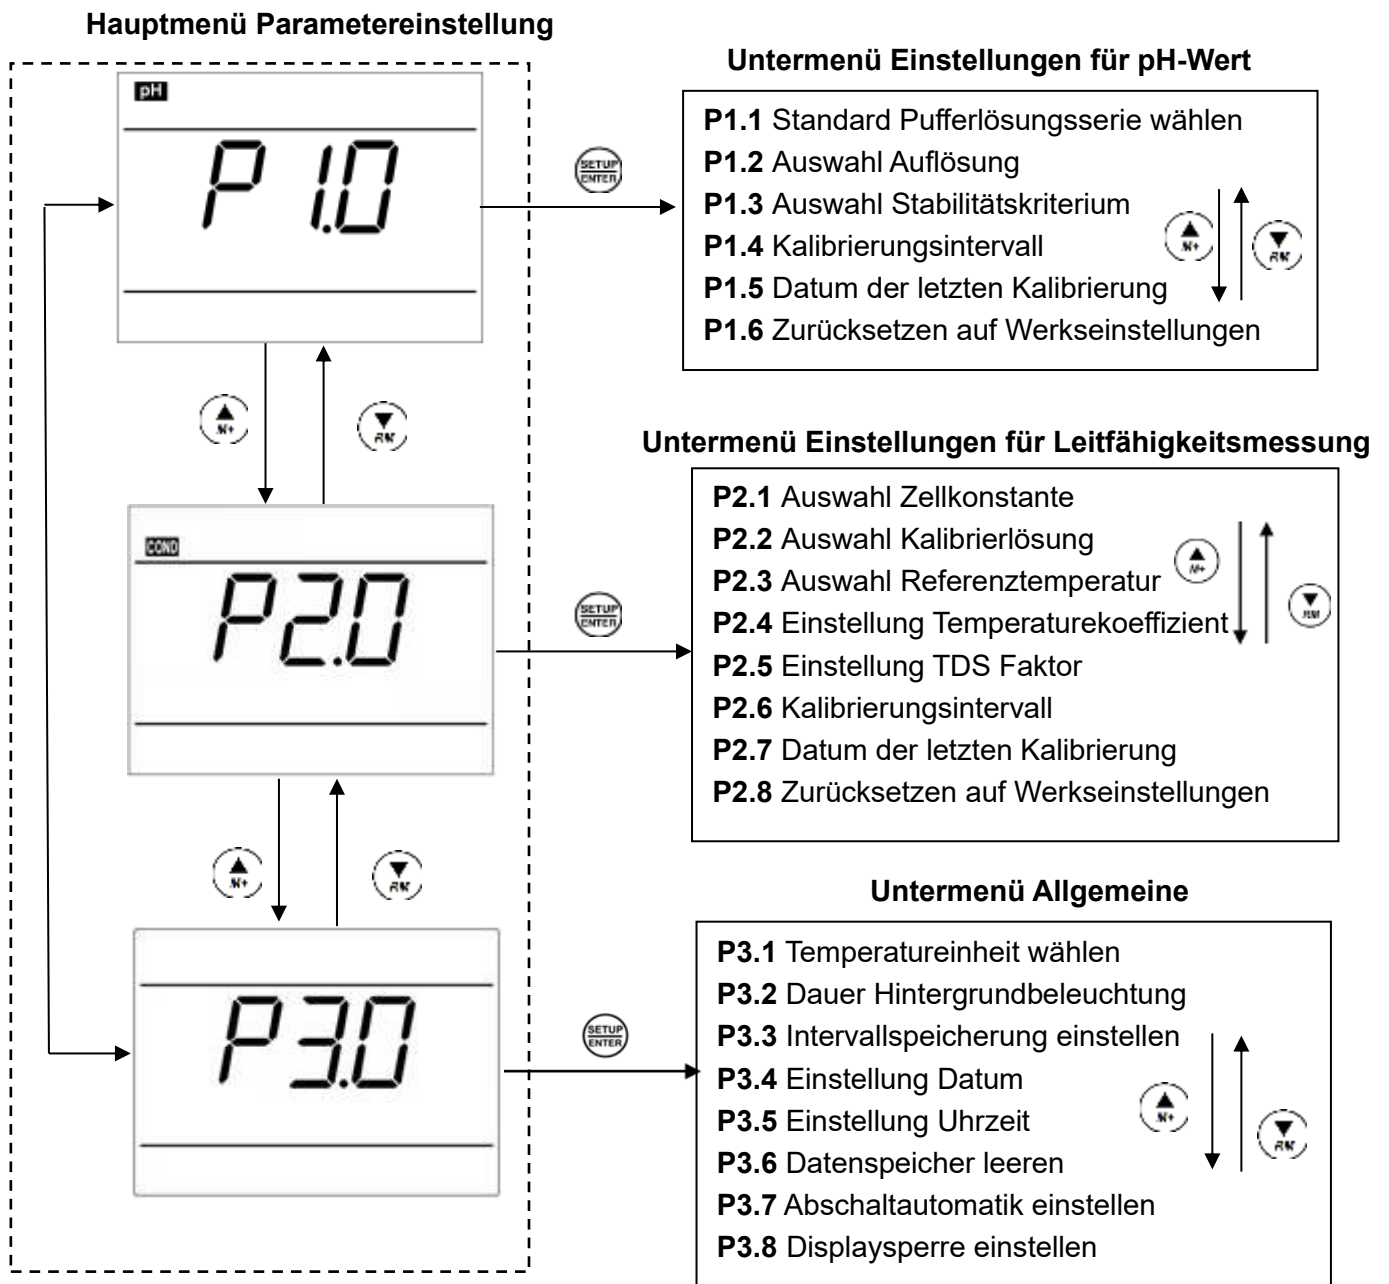 Hauptmenü Parametereinstellung
pH
P1.0
SETUP
ENTER
Untermenü Einstellungen für pH-Wert
P1.1 Standard Pufferlösungsserie wählen
P1.2 Auswahl Auflösung
P1.3 Auswahl Stabilitätskriterium
P1.4 Kalibrierungsintervall
P1.5 Datum der letzten Kalibrierung
P1.6 Zurücksetzen auf Werkseinstellungen
M+
RM
M+
RM
COND
P2.0
SETUP
ENTER
Untermenü Einstellungen für Leitfähigkeitsmessung
P2.1 Auswahl Zellkonstante
P2.2 Auswahl Kalibrierlösung
P2.3 Auswahl Referenztemperatur
P2.4 Einstellung Temperaturkoeffizient
P2.5 Einstellung TDS Faktor
P2.6 Kalibrierungsintervall
P2.7 Datum der letzten Kalibrierung
P2.8 Zurücksetzen auf Werkseinstellungen
M+
RM
M+
RM
P3.0
SETUP
ENTER
Untermenü Allgemeine
P3.1 Temperatureinheit wählen
P3.2 Dauer Hintergrundbeleuchtung
P3.3 Intervallspeicherung einstellen
P3.4 Einstellung Datum
P3.5 Einstellung Uhrzeit
P3.6 Datenspeicher leeren
P3.7 Abschaltautomatik einstellen
P3.8 Displaysperre einstellen
M+
RM